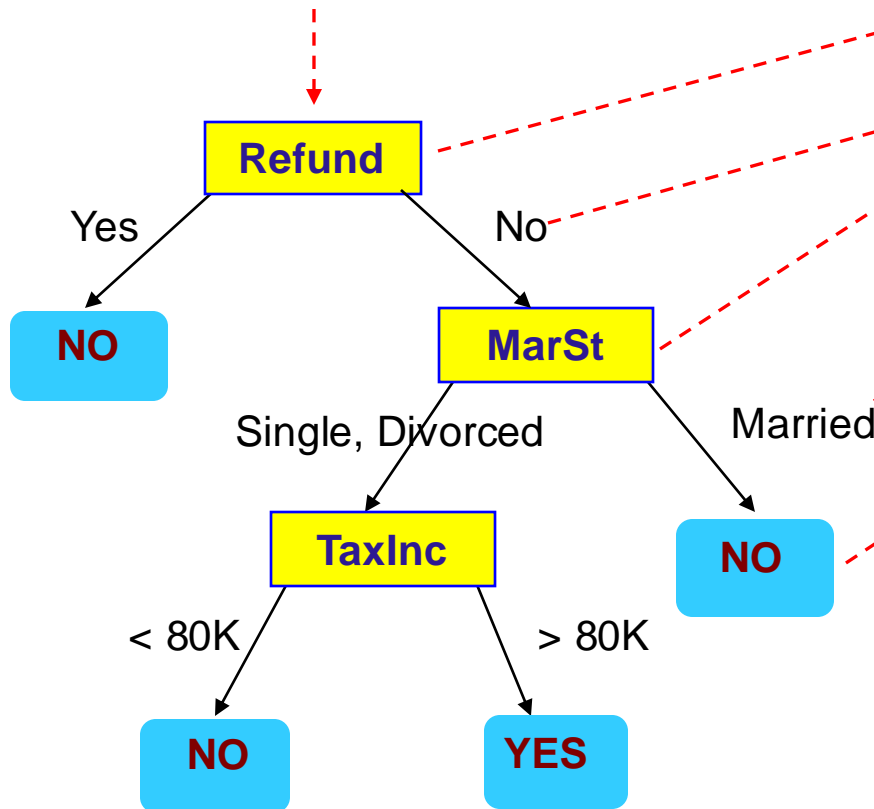 Refund
Yes
No
NO
MarSt
Single, Divorced
Married
TaxInc
NO
< 80K
> 80K
NO
YES